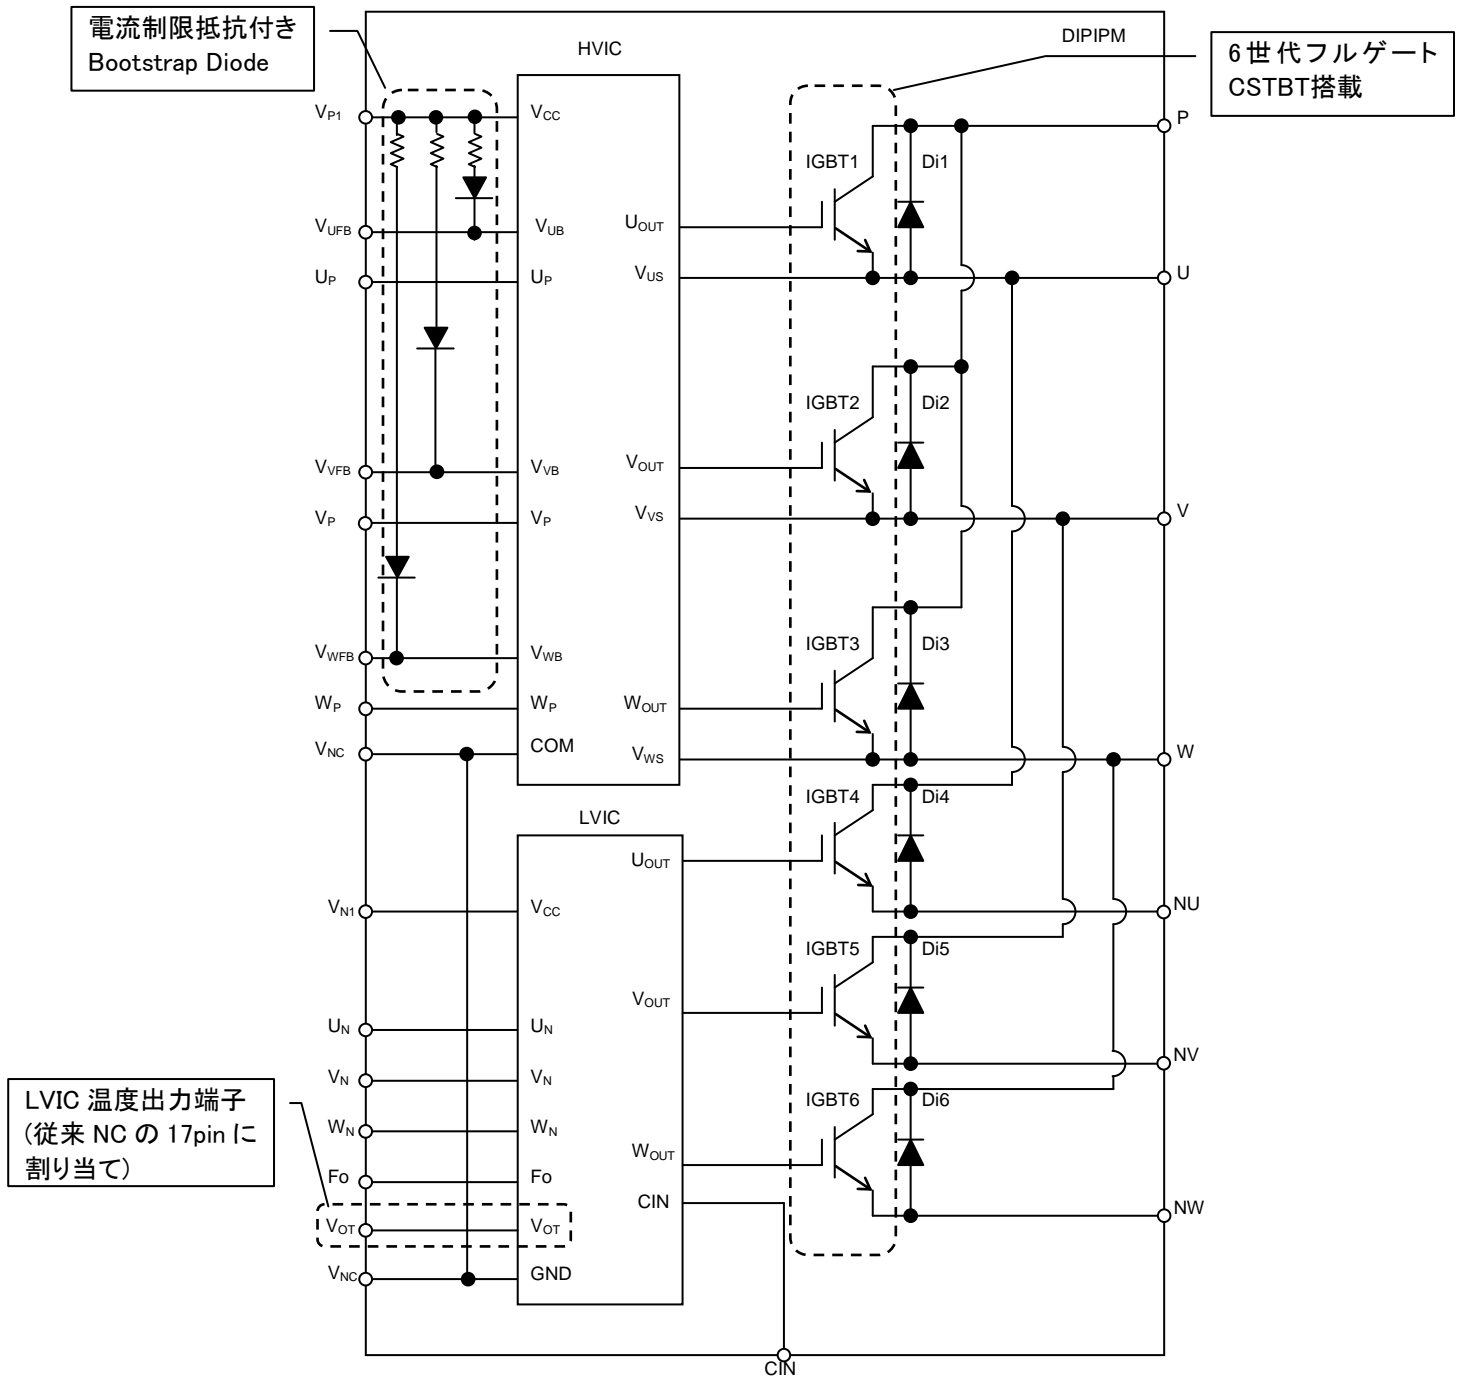 電流制限抵抗付き
Bootstrap Diode
HVIC
DIPIPM
6世代フルゲート
CSTBT搭載
VP1
VCC
P
IGBT1
Di1
VUFB
VUB
UOUT
UP
UP
VUS
U
IGBT2
Di2
VVFB
VVB
VOUT
VP
VP
VVS
V
IGBT3
Di3
VWFB
VWB
WP
WP
WOUT
VNC
COM
VWS
W
IGBT4
Di4
LVIC
UOUT
VN1
VCC
NU
IGBT5
Di5
VOUT
UN
UN
NV
VN
VN
LVIC 温度出力端子
(従来 NC の 17pin に
割り当て)
IGBT6
Di6
WN
WN
WOUT
Fo
Fo
CIN
NW
VOT
VOT
VNC
GND
CIN